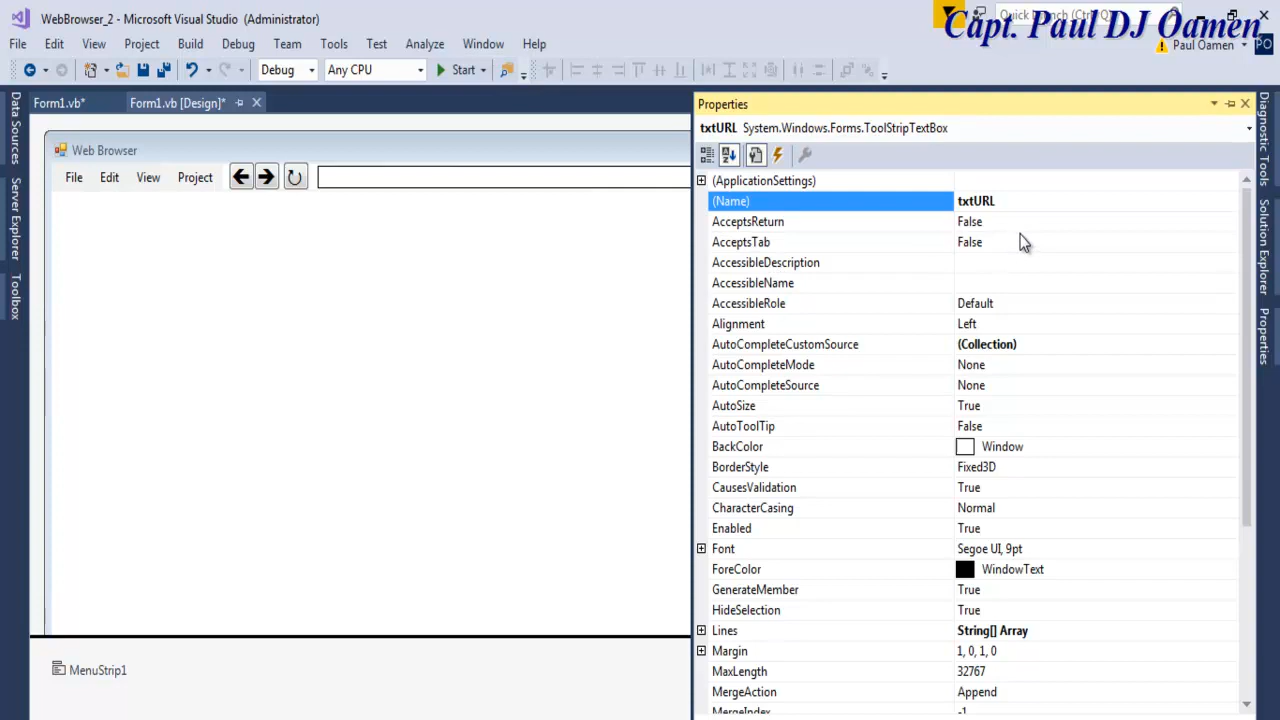 WebBrowser_2 - Microsoft Visual Studio (Administrator)
Quick Launch (Ctrl+Q)
Capt. Paul DJ Oamen
File Edit View Project Build Debug Team Tools Test Analyze Window Help
Paul Oamen PO
Debug Any CPU Start
Form1.vb* Form1.vb [Design]*
Data Sources
Server Explorer
Toolbox
Web Browser
File Edit View Project
MenuStrip1
Properties
txtURL System.Windows.Forms.ToolStripTextBox
(ApplicationSettings)
(Name) txtURL
AcceptsReturn False
AcceptsTab False
AccessibleDescription
AccessibleName
AccessibleRole Default
Alignment Left
AutoCompleteCustomSource (Collection)
AutoCompleteMode None
AutoCompleteSource None
AutoSize True
AutoToolTip False
BackColor Window
BorderStyle Fixed3D
CausesValidation True
CharacterCasing Normal
Enabled True
Font Segoe UI, 9pt
ForeColor WindowText
GenerateMember True
HideSelection True
Lines String[] Array
Margin 1, 0, 1, 0
MaxLength 32767
MergeAction Append
MergeIndex -1
Diagnostic Tools
Solution Explorer
Properties